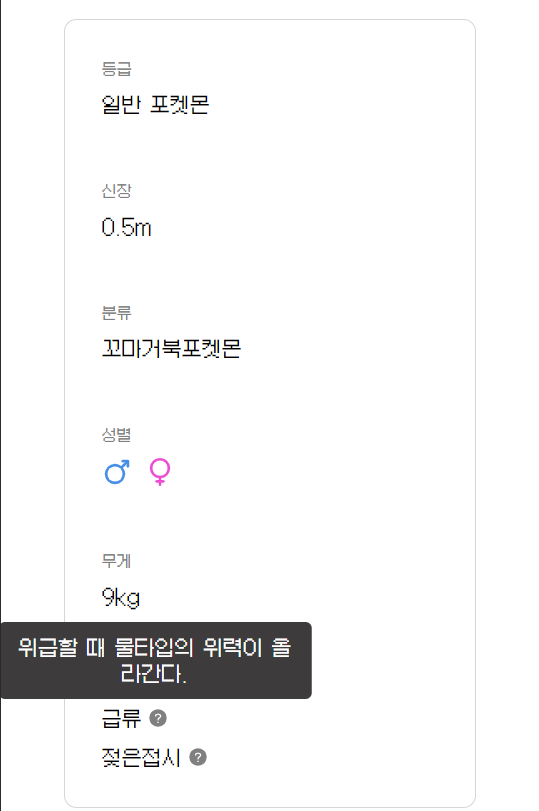 등급
일반 포켓몬
신장
0.5m
분류
꼬마거북포켓몬
성별
♂ ♀
무게
9kg
위급할 때 물타입의 위력이 올
라간다.
급류 ?
젖은접시 ?